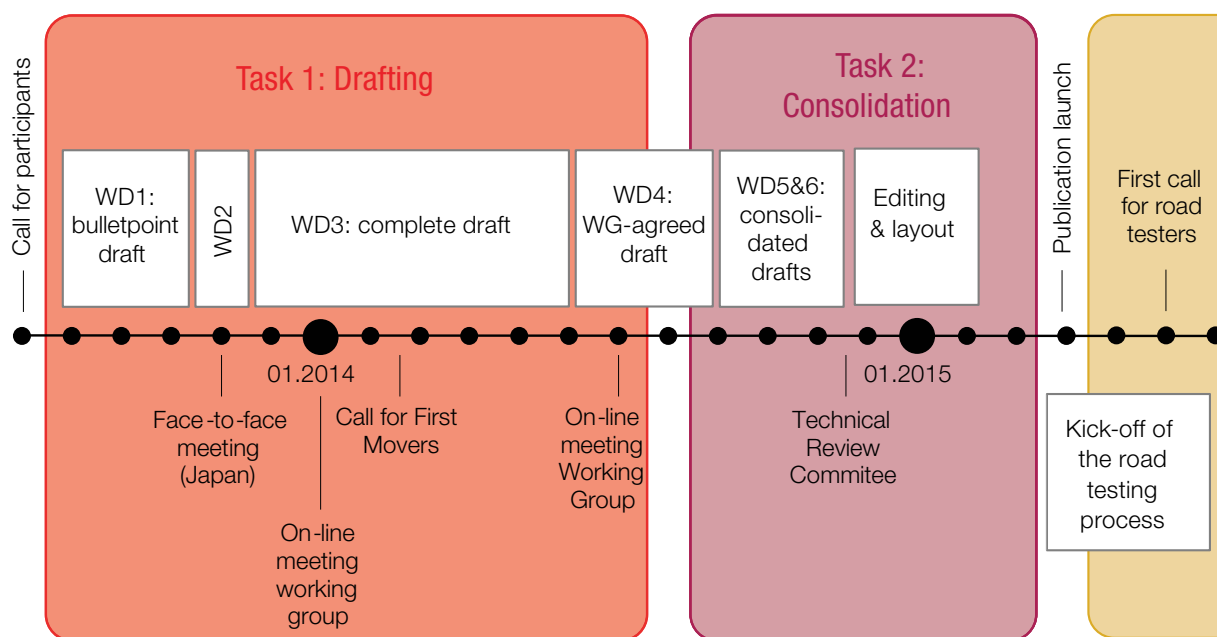 Call for participants
Task 1: Drafting
WD1:
bulletpoint
draft
WD2
WD3: complete draft
WD4:
WG-agreed
draft
Task 2:
Consolidation
WD5&6:
consoli-
dated
drafts
Editing
& layout
Publication launch
First call
for road
testers
01.2014
01.2015
Face-to-face
meeting
(Japan)
On-line
meeting
working
group
Call for First
Movers
On-line
meeting
Working
Group
Technical
Review
Commitee
Kick-off of
the road
testing
process